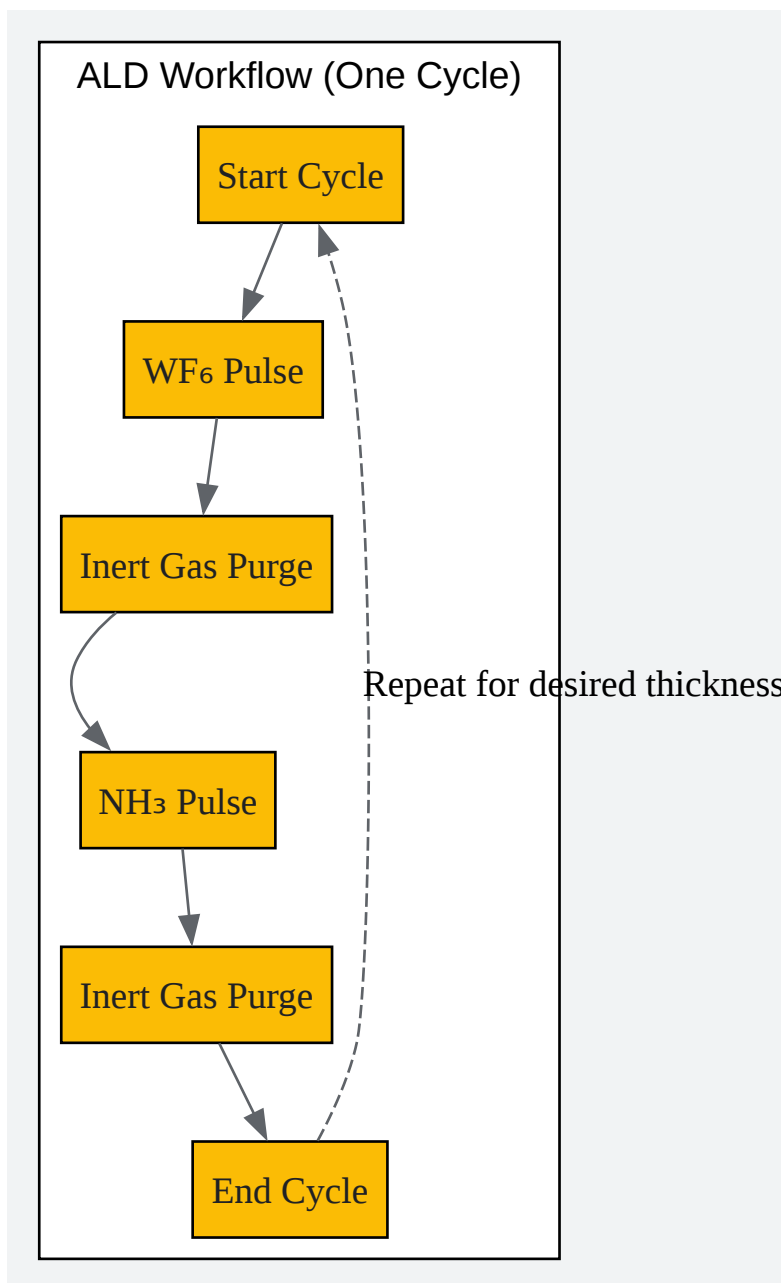 ALD Workflow (One Cycle)
Start Cycle
WF₆ Pulse
Inert Gas Purge
Repeat for desired thickness
NH₃ Pulse
Inert Gas Purge
End Cycle